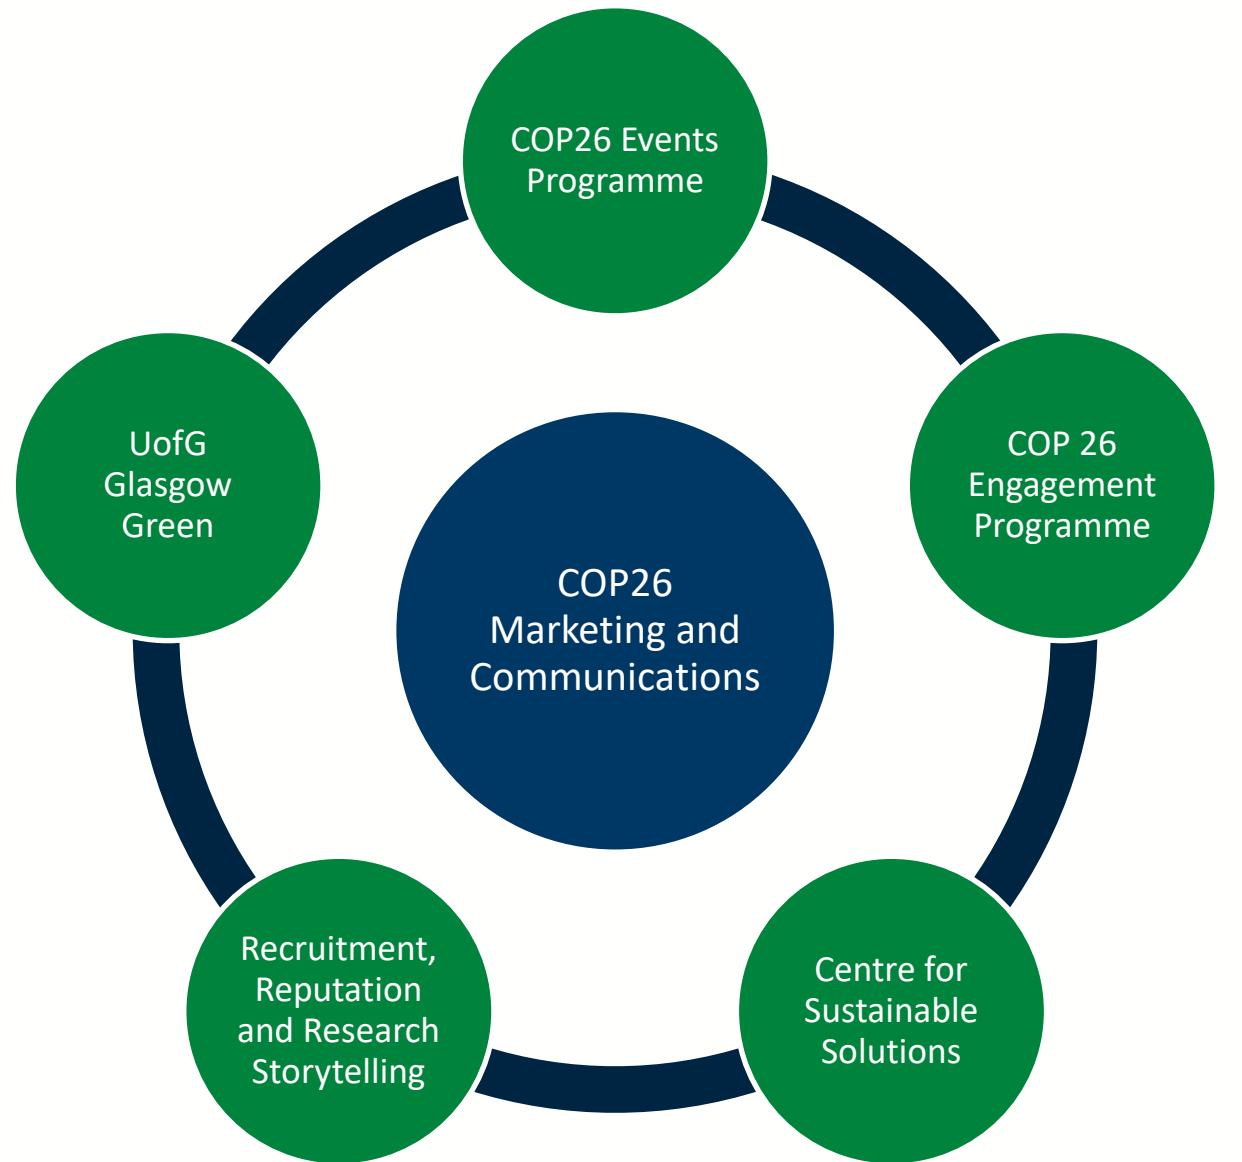 COP26 Events
Programme
UofG
Glasgow
Green
COP 26
Engagement
Programme
COP26
Marketing and
Communications
Recruitment,
Reputation
and Research
Storytelling
Centre for
Sustainable
Solutions